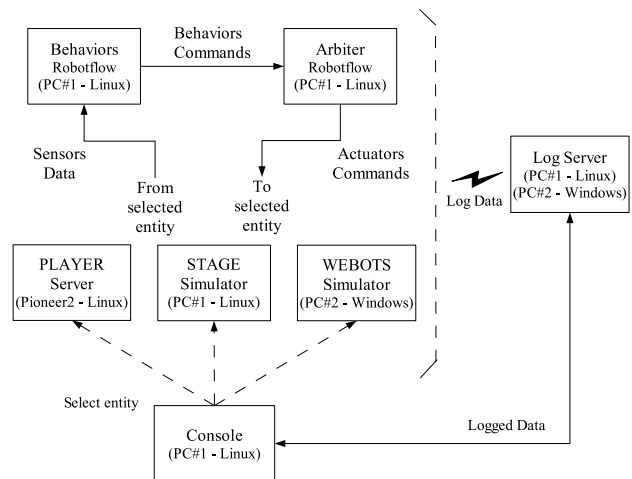 Behaviors
Robotflow
(PC#1 - Linux)
Behaviors
Commands
Arbiter
Robotflow
(PC#1 - Linux)
Sensors
Data
From
selected
entity
To
selected
entity
Actuators
Commands
Log Data
Log Server
(PC#1 - Linux)
(PC#2 - Windows)
PLAYER
Server
(Pioneer2 - Linux)
STAGE
Simulator
(PC#1 - Linux)
WEBOTS
Simulator
(PC#2 - Windows)
Select entity
Console
(PC#1 - Linux)
Logged Data